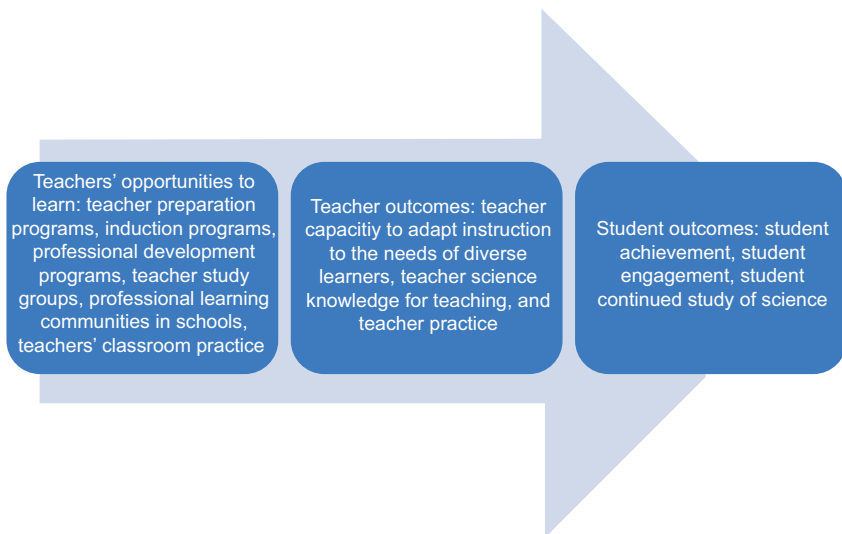 Teachers’ opportunities to
learn: teacher preparation
programs, induction programs,
professional development
programs, teacher study
groups, professional learning
communities in schools,
teachers’ classroom practice
Teacher outcomes: teacher
capacitiy to adapt instruction
to the needs of diverse
learners, teacher science
knowledge for teaching, and
teacher practice
Student outcomes: student
achievement, student
engagement, student
continued study of science